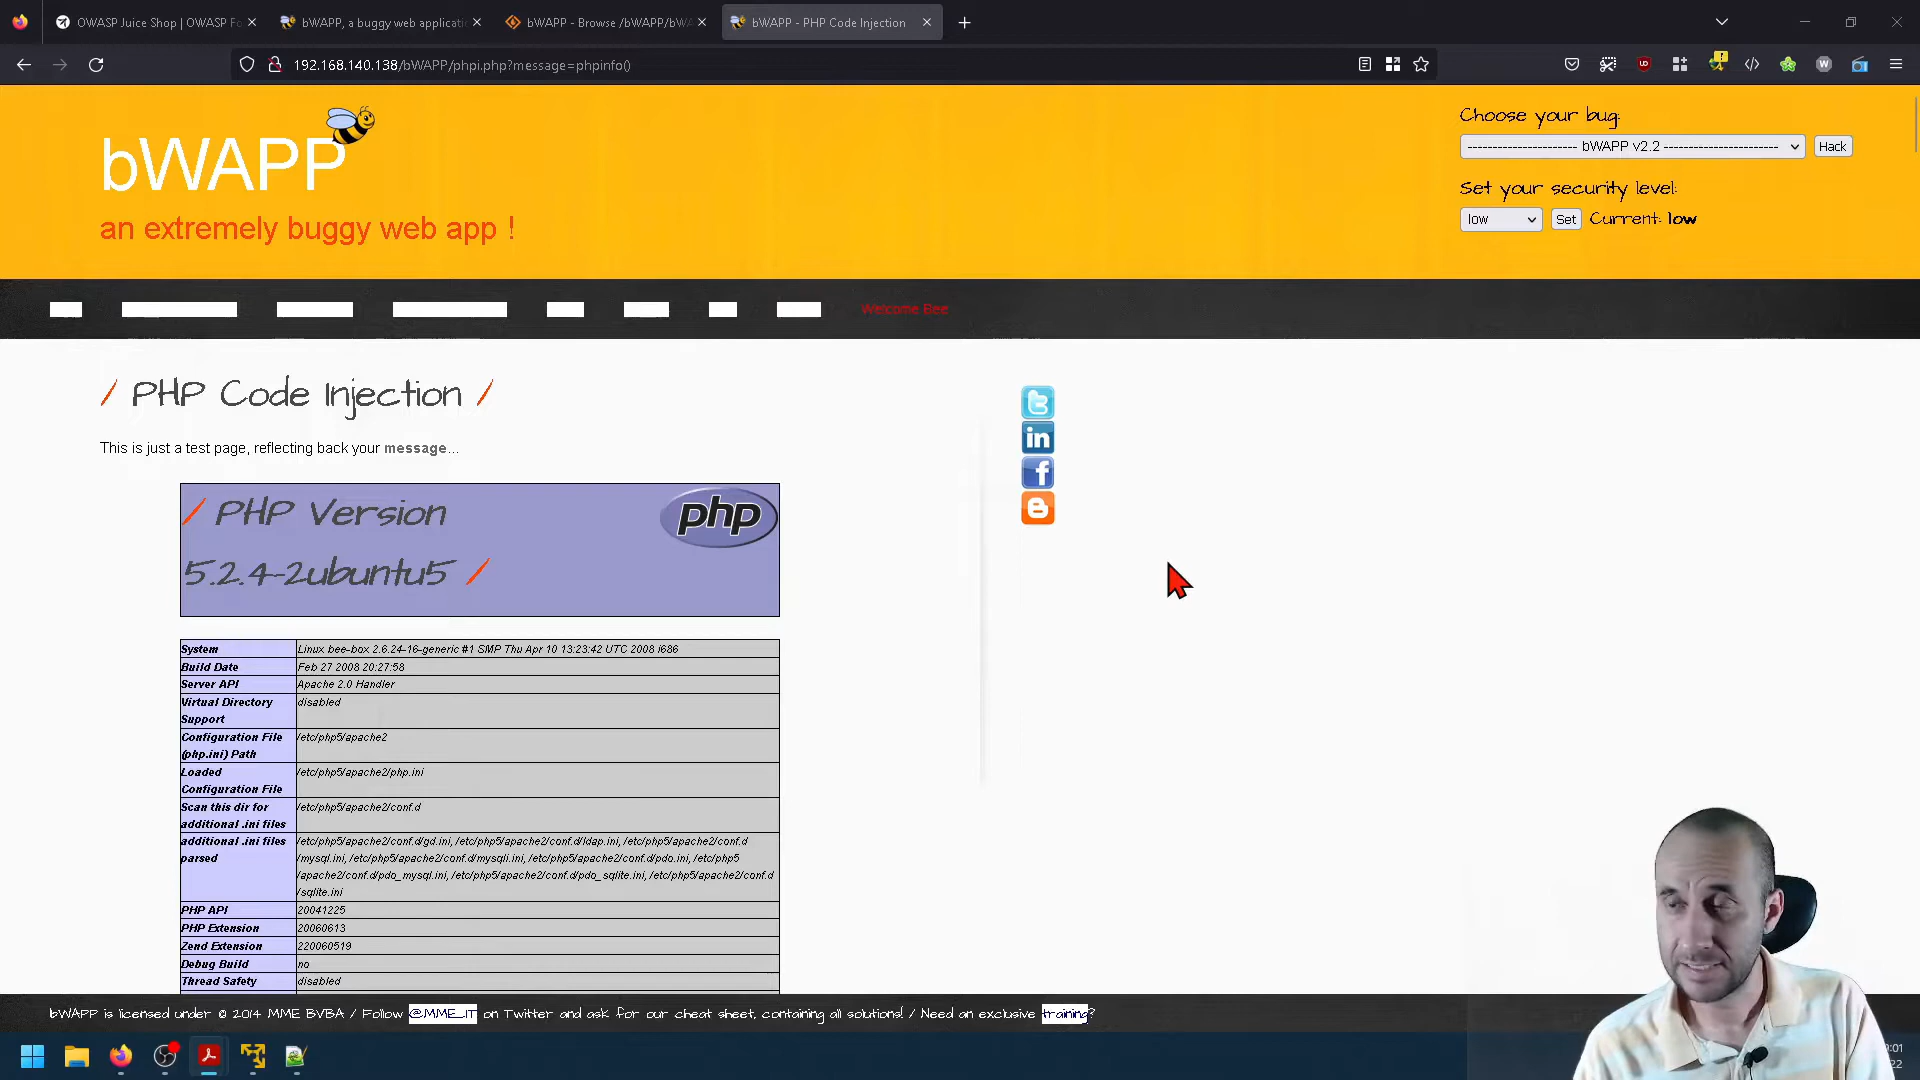 OWASP Juice Shop | OWASP Fo
bWAPP, a buggy web applicati
bWAPP - Browse /bWAPP/bWA
bWAPP - PHP Code Injection
192.168.140.138/bWAPP/phpi.php?message=phpinfo()
bWAPP
an extremely buggy web app !
Choose your bug:
---------------------- bWAPP v2.2 -----------------------
Hack
Set your security level:
low
Set
Current: low
Welcome Bee
/ PHP Code Injection /
This is just a test page, reflecting back your message...
/ PHP Version
5.2.4-2ubuntu5 /
php
System
Linux bee-box 2.6.24-16-generic #1 SMP Thu Apr 10 13:23:42 UTC 2008 i686
Build Date
Feb 27 2008 20:27:58
Server API
Apache 2.0 Handler
Virtual Directory
Support
disabled
Configuration File
(php.ini) Path
/etc/php5/apache2
Loaded
Configuration File
/etc/php5/apache2/php.ini
Scan this dir for
additional .ini files
/etc/php5/apache2/conf.d
additional .ini files
parsed
/etc/php5/apache2/conf.d/gd.ini, /etc/php5/apache2/conf.d/ldap.ini, /etc/php5/apache2/conf.d
/mysql.ini, /etc/php5/apache2/conf.d/mysqli.ini, /etc/php5/apache2/conf.d/pdo.ini, /etc/php5
/apache2/conf.d/pdo_mysql.ini, /etc/php5/apache2/conf.d/pdo_sqlite.ini, /etc/php5/apache2/conf.d
/sqlite.ini
PHP API
20041225
PHP Extension
20060613
Zend Extension
220060519
Debug Build
no
Thread Safety
disabled
bWAPP is licensed under © 2014 MME BVBA / Follow @MME_IT on Twitter and ask for our cheat sheet, containing all solutions! / Need an exclusive training?